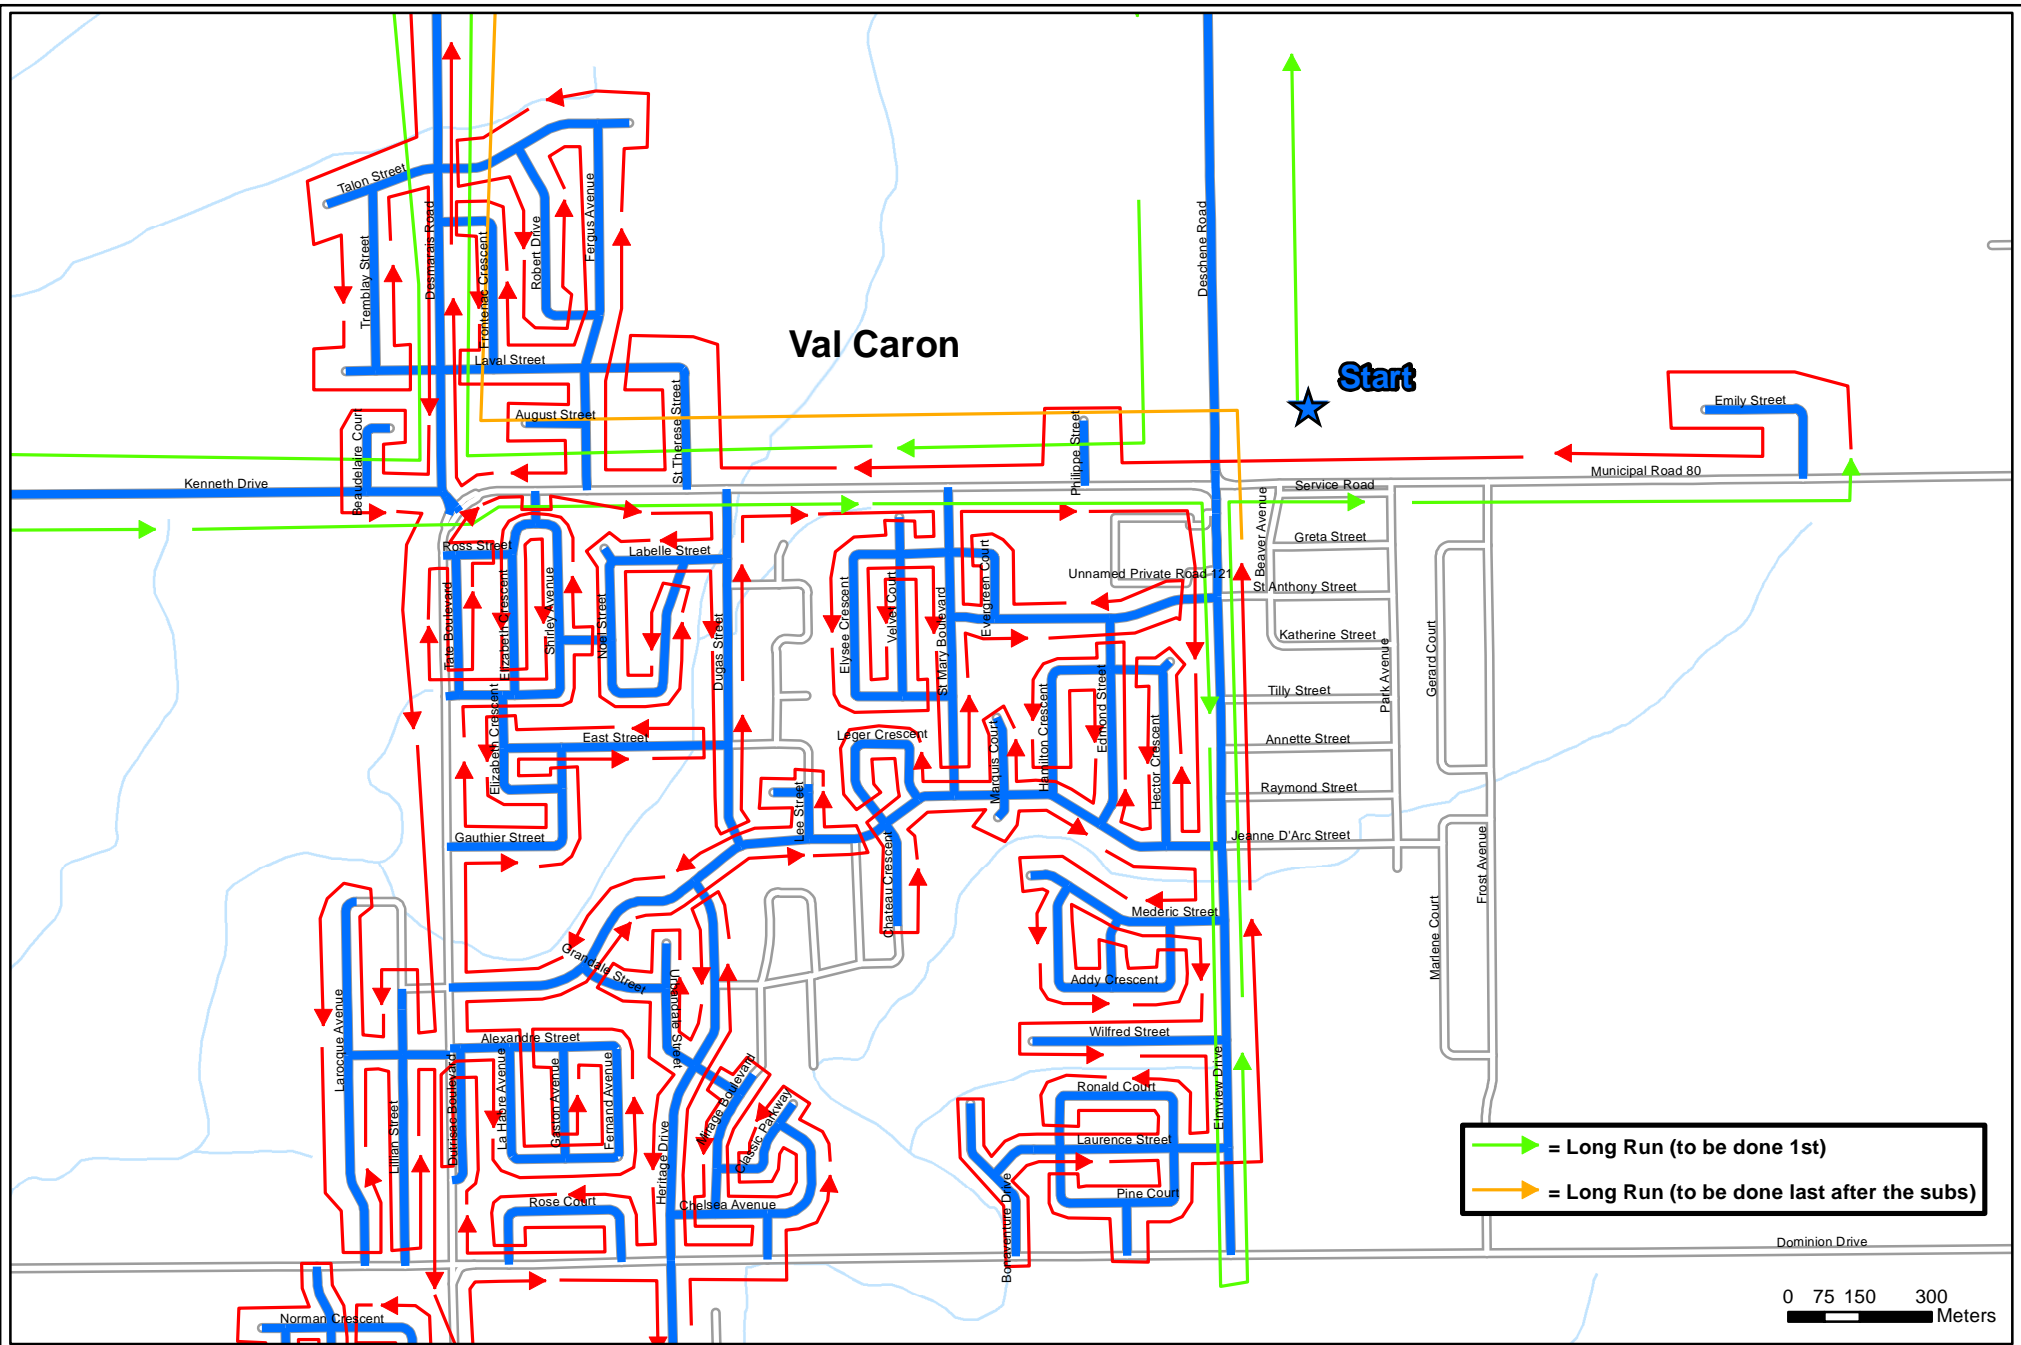 Talon Street
Desmarais Road
Tremblay Street
Frontenac Crescent
Robert Drive
Fergus Avenue
Deschene Road
Val Caron
Laval Street
Start
Beaudelaire Court
August Street
St Therese Street
Philippe Street
Emily Street
Kenneth Drive
Municipal Road 80
Service Road
Beaver Avenue
Greta Street
Ross Street
Labelle Street
Unnamed Private Road 121
St Anthony Street
Tate Boulevard
Elizabeth Crescent
Shirley Avenue
Noel Street
Dugas Street
Elysee Crescent
Velvet Court
St Mary Boulevard
Evergreen Court
Katherine Street
Park Avenue
Gerard Court
Tilly Street
Elizabeth Crescent
East Street
Leger Crescent
Marquis Court
Hamilton Crescent
Edmond Street
Hector Crescent
Annette Street
Raymond Street
Gauthier Street
Lee Street
Jeanne D'Arc Street
Chateau Crescent
Frost Avenue
Mederic Street
Marlene Court
Grandale Street
Urbandale Street
Addy Crescent
Larocque Avenue
Alexandre Street
Wilfred Street
Lillian Street
Dutrisac Boulevard
La Habre Avenue
Gaston Avenue
Fernand Avenue
Mirage Boulevard
Classic Parkway
Ronald Court
Elmview Drive
Laurence Street
Heritage Drive
Rose Court
Chelsea Avenue
Bonaventure Drive
Pine Court
= Long Run (to be done 1st)
= Long Run (to be done last after the subs)
Dominion Drive
Norman Crescent
0 75 150 300
Meters